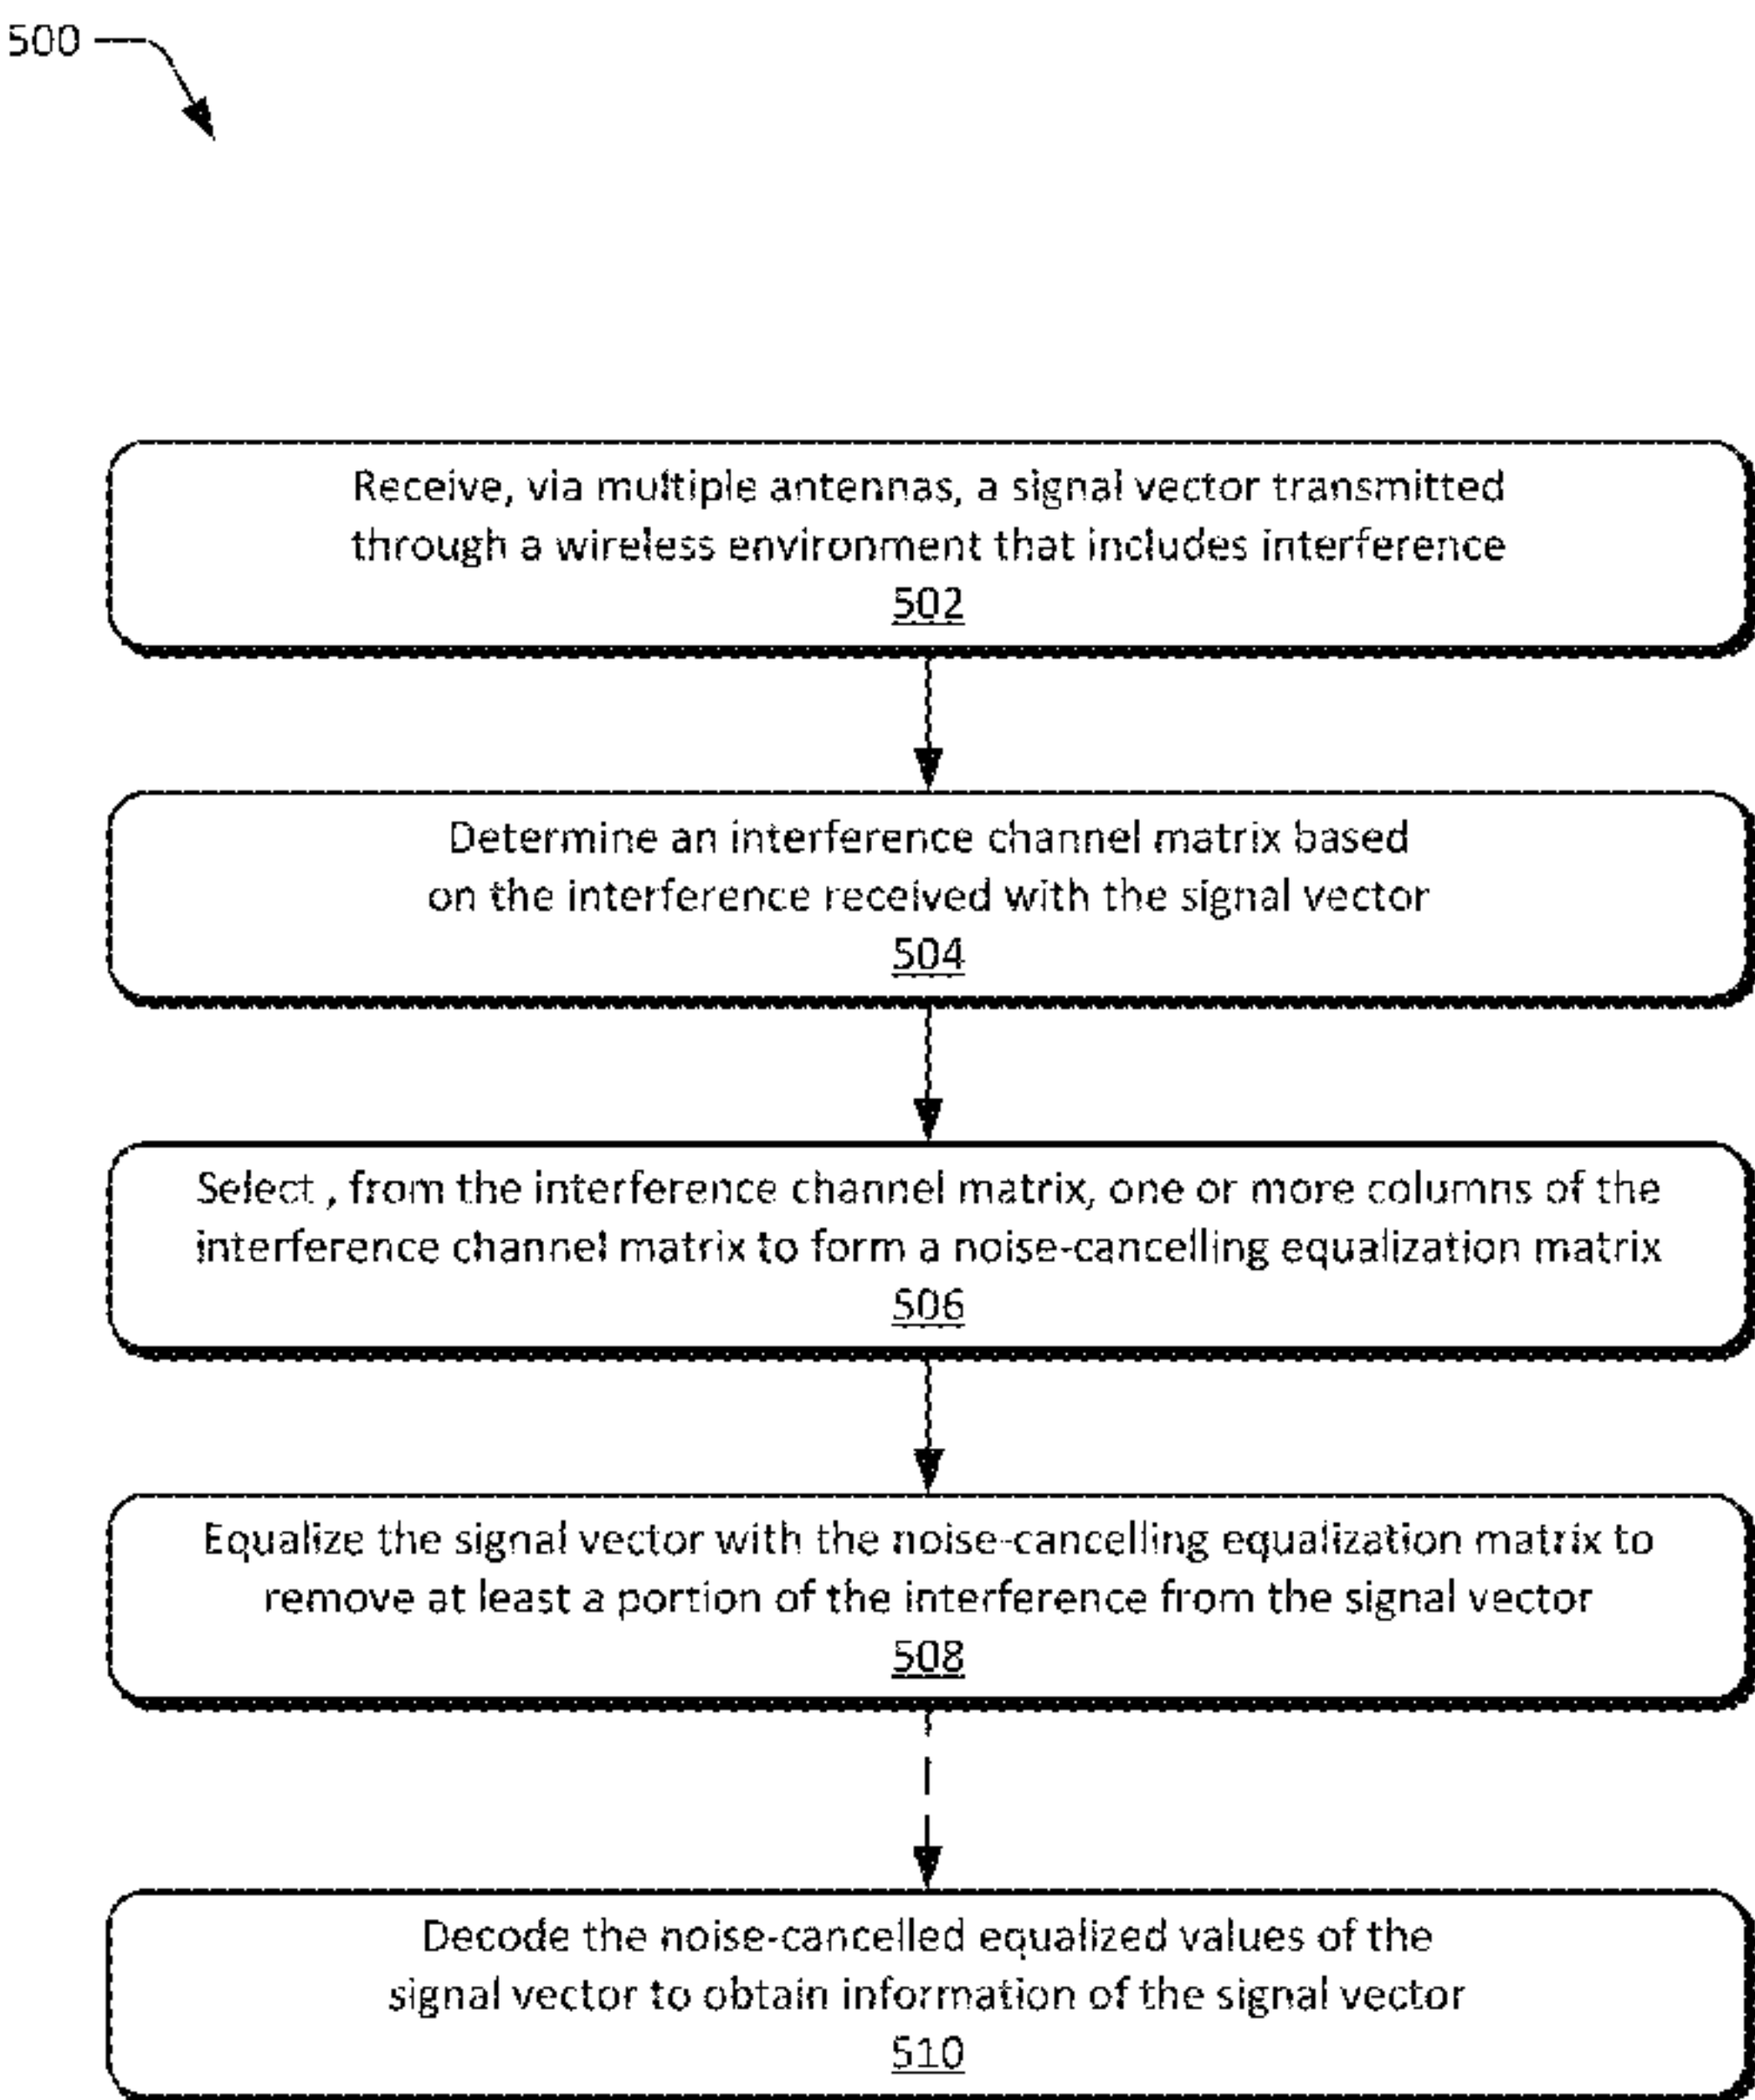 500
Receive, via multiple antennas, a signal vector transmitted
through a wireless environment that includes interference
502
Determine an interference channel matrix based
on the interference received with the signal vector
504
Select , from the interference channel matrix, one or more columns of the
interference channel matrix to form a noise-cancelling equalization matrix
506
Equalize the signal vector with the noise-cancelling equalization matrix to
remove at least a portion of the interference from the signal vector
508
Decode the noise-cancelled equalized values of the
signal vector to obtain information of the signal vector
510